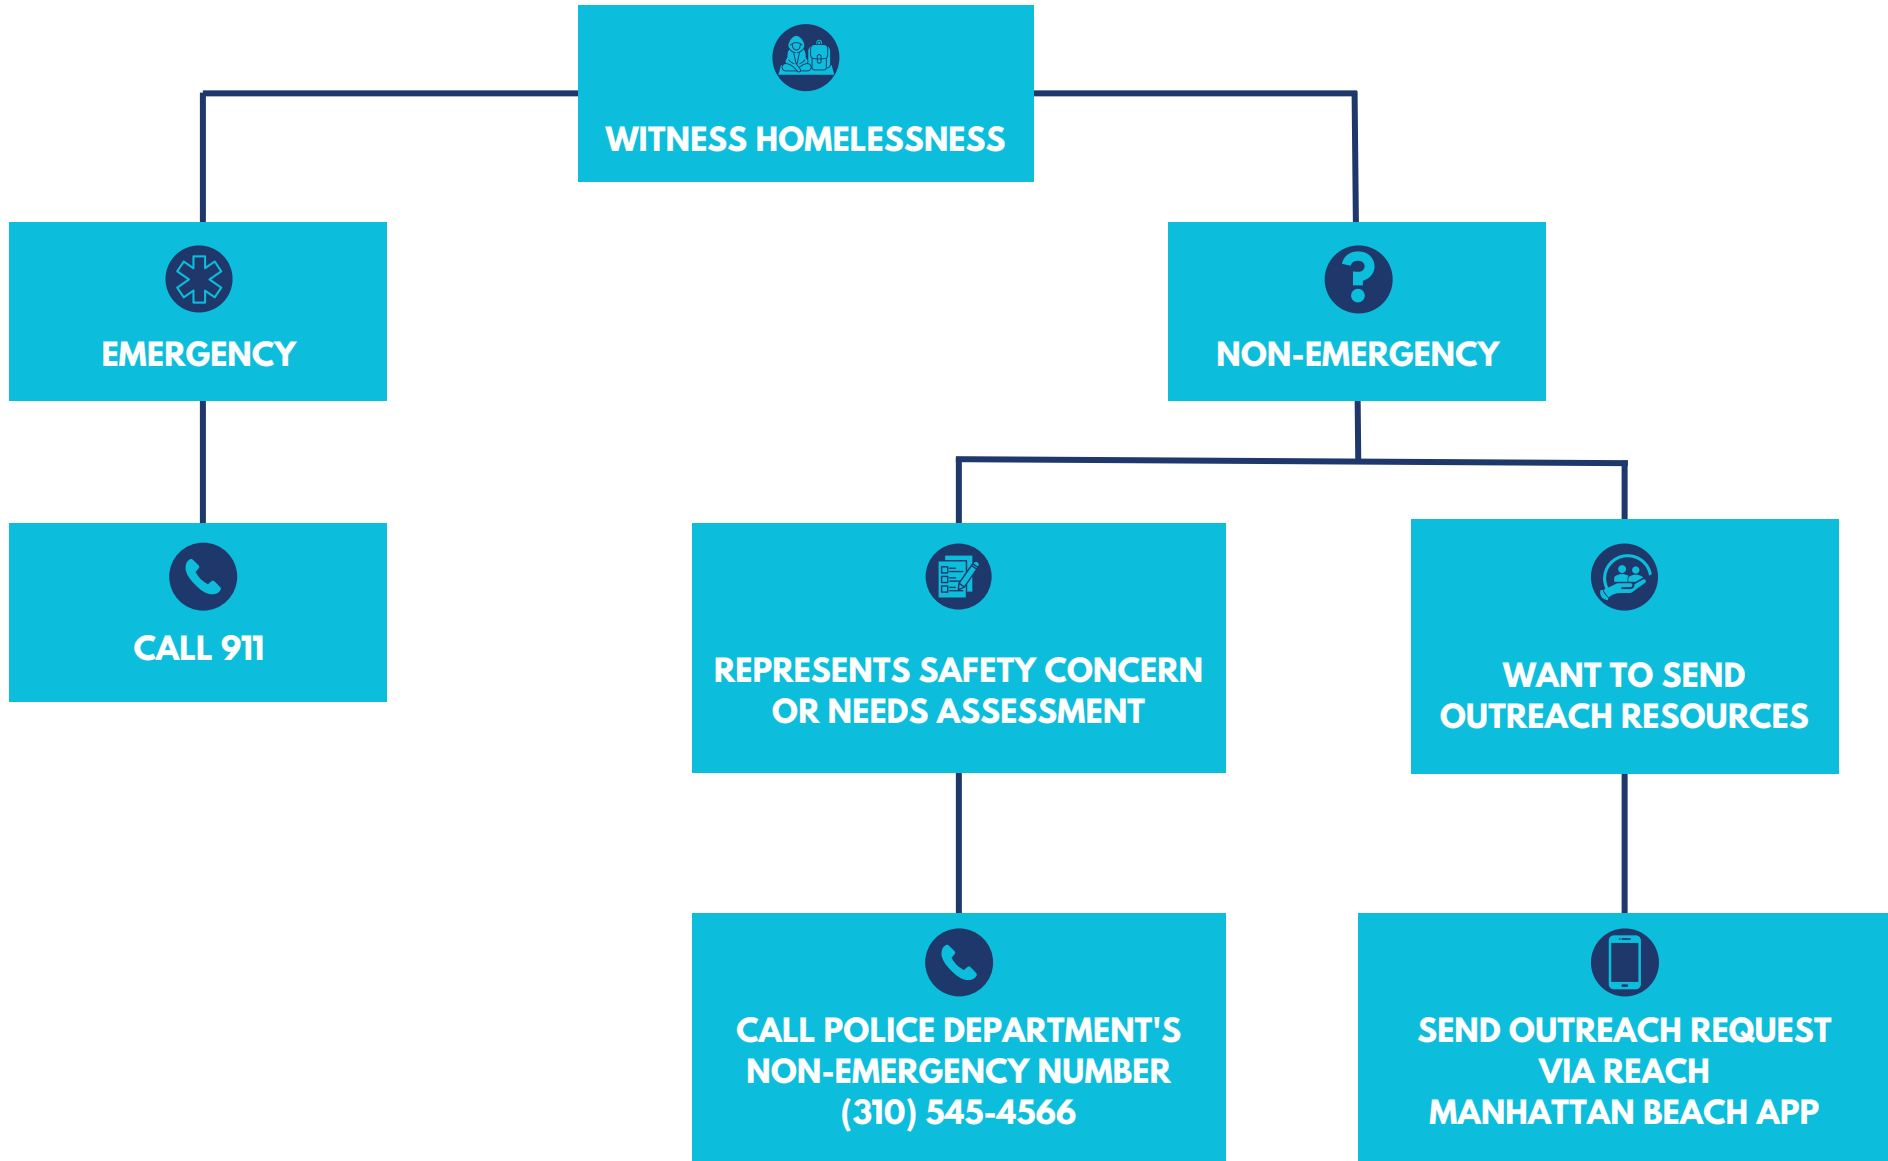 WITNESS HOMELESSNESS
EMERGENCY
NON-EMERGENCY
CALL 911
REPRESENTS SAFETY CONCERN
OR NEEDS ASSESSMENT
WANT TO SEND
OUTREACH RESOURCES
CALL POLICE DEPARTMENT'S
NON-EMERGENCY NUMBER
(310) 545-4566
SEND OUTREACH REQUEST
VIA REACH
MANHATTAN BEACH APP